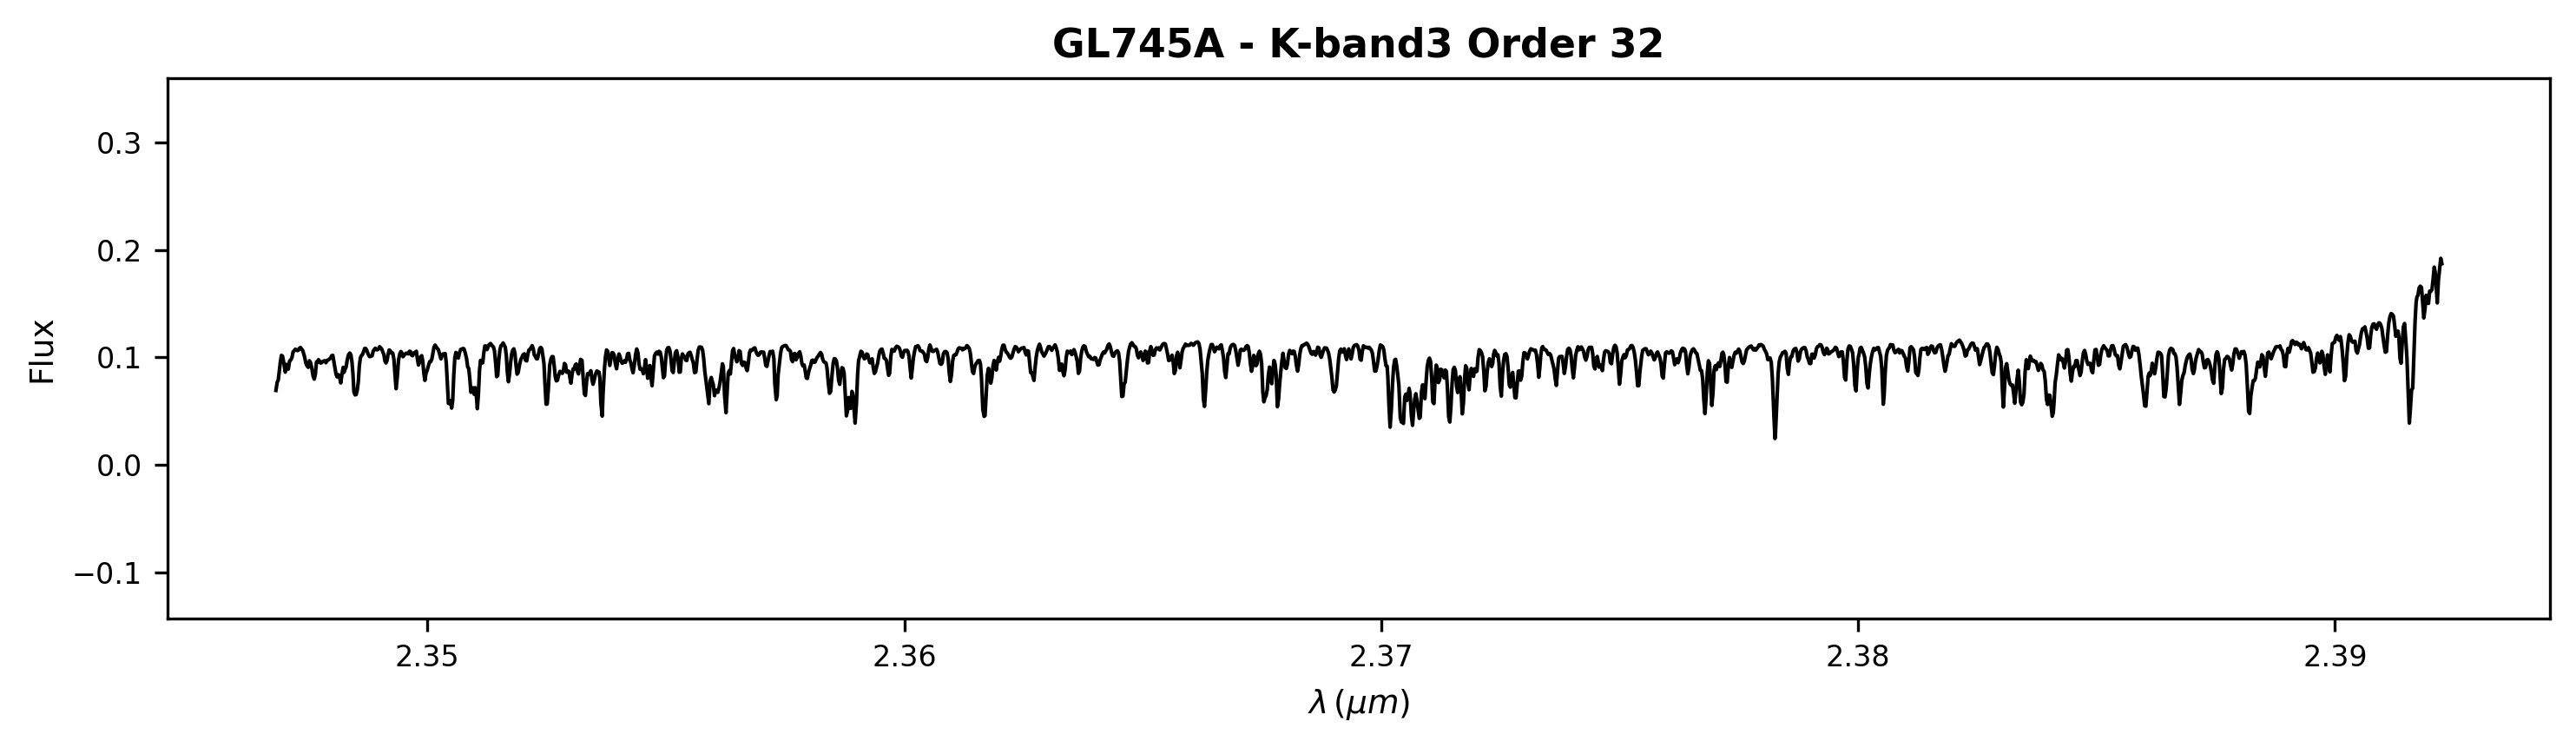 GL745A - K-band3 Order 32
Flux
0.3
0.2
0.1
0.0
−0.1
2.35 2.36 2.37 2.38 2.39
λ (μm)